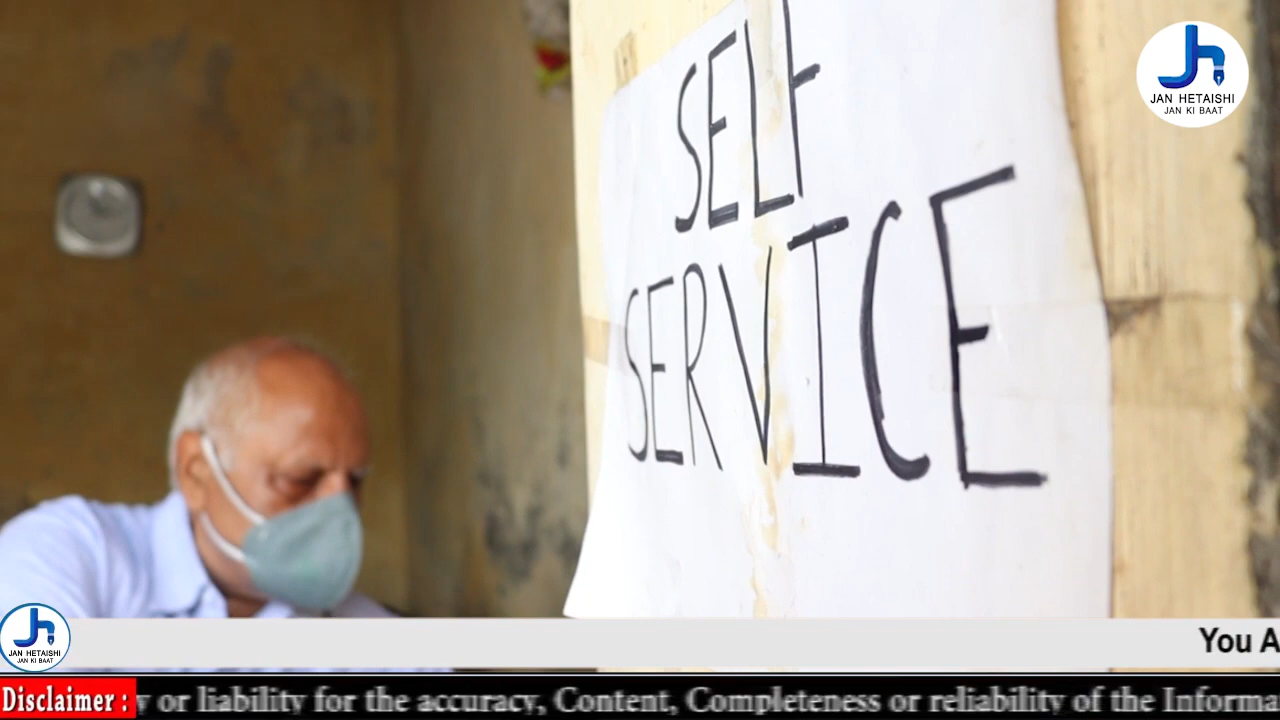 SELF
SERVICE
JAN HETAISHI
JAN KI BAAT
JAN HETAISHI
JAN KI BAAT
You A
Disclaimer : y or liability for the accuracy, Content, Completeness or reliability of the Informa